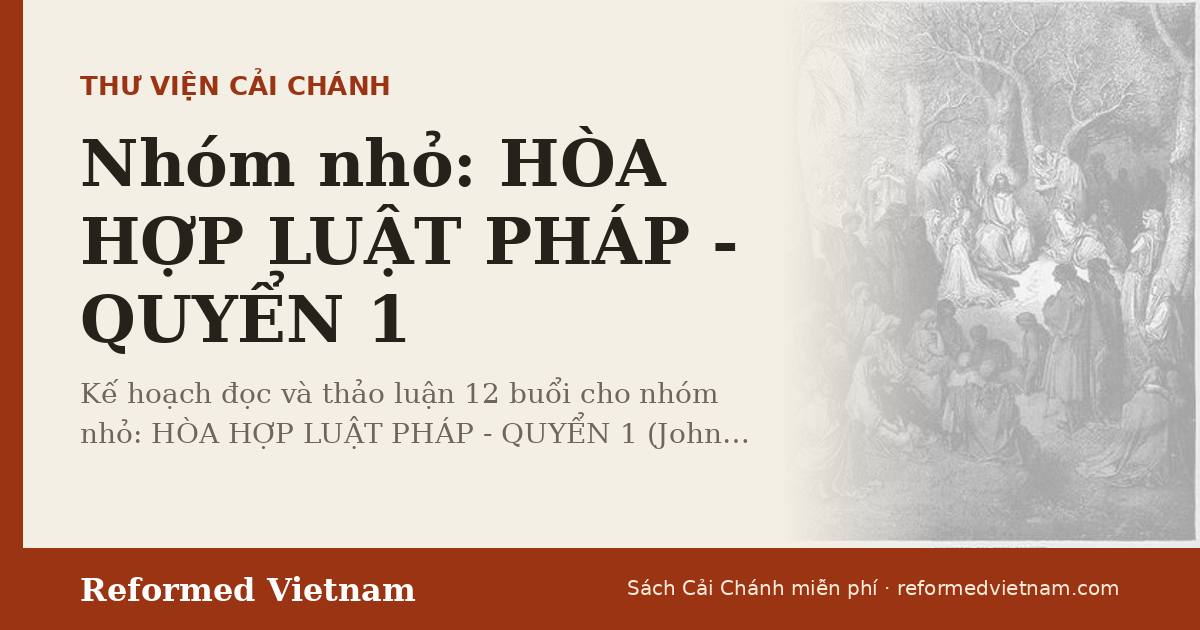 THƯ VIỆN CẢI CHÁNH
Nhóm nhỏ: HÒA
HỢP LUẬT PHÁP -
QUYỂN 1
Kế hoạch đọc và thảo luận 12 buổi cho nhóm
nhỏ: HÒA HỢP LUẬT PHÁP - QUYỂN 1 (John...
Reformed Vietnam
Sách Cải Chánh miễn phí · reformedvietnam.com